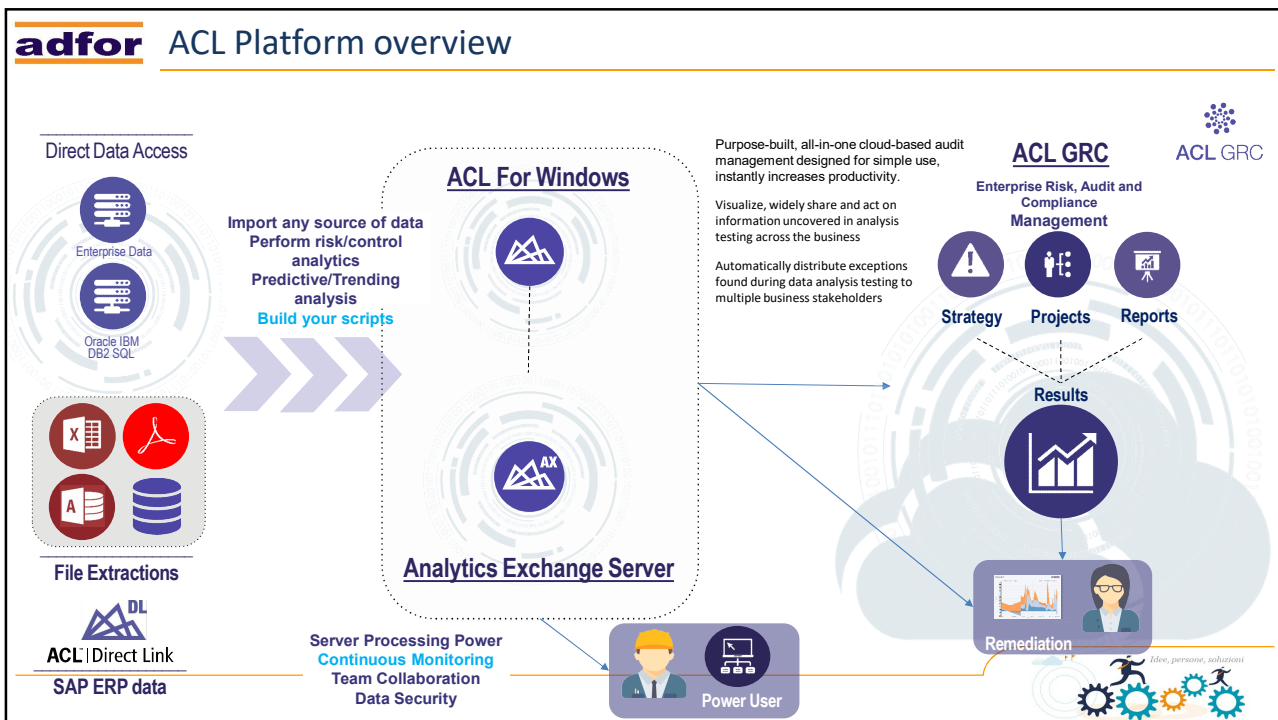 adfor
ACL Platform overview
Direct Data Access
Enterprise Data
Oracle IBM
DB2 SQL
X
A
File Extractions
DL
ACL | Direct Link
SAP ERP data
Import any source of data
Perform risk/control
analytics
Predictive/Trending
analysis
Build your scripts
ACL For Windows
AX
Analytics Exchange Server
Server Processing Power
Continuous Monitoring
Team Collaboration
Data Security
Power User
Purpose-built, all-in-one cloud-based audit
management designed for simple use,
instantly increases productivity.
Visualize, widely share and act on
information uncovered in analysis
testing across the business
Automatically distribute exceptions
found during data analysis testing to
multiple business stakeholders
ACL GRC
Enterprise Risk, Audit and
Compliance
Management
Strategy
Projects
Reports
Results
Remediation
ACL GRC
Idee, persone, soluzioni